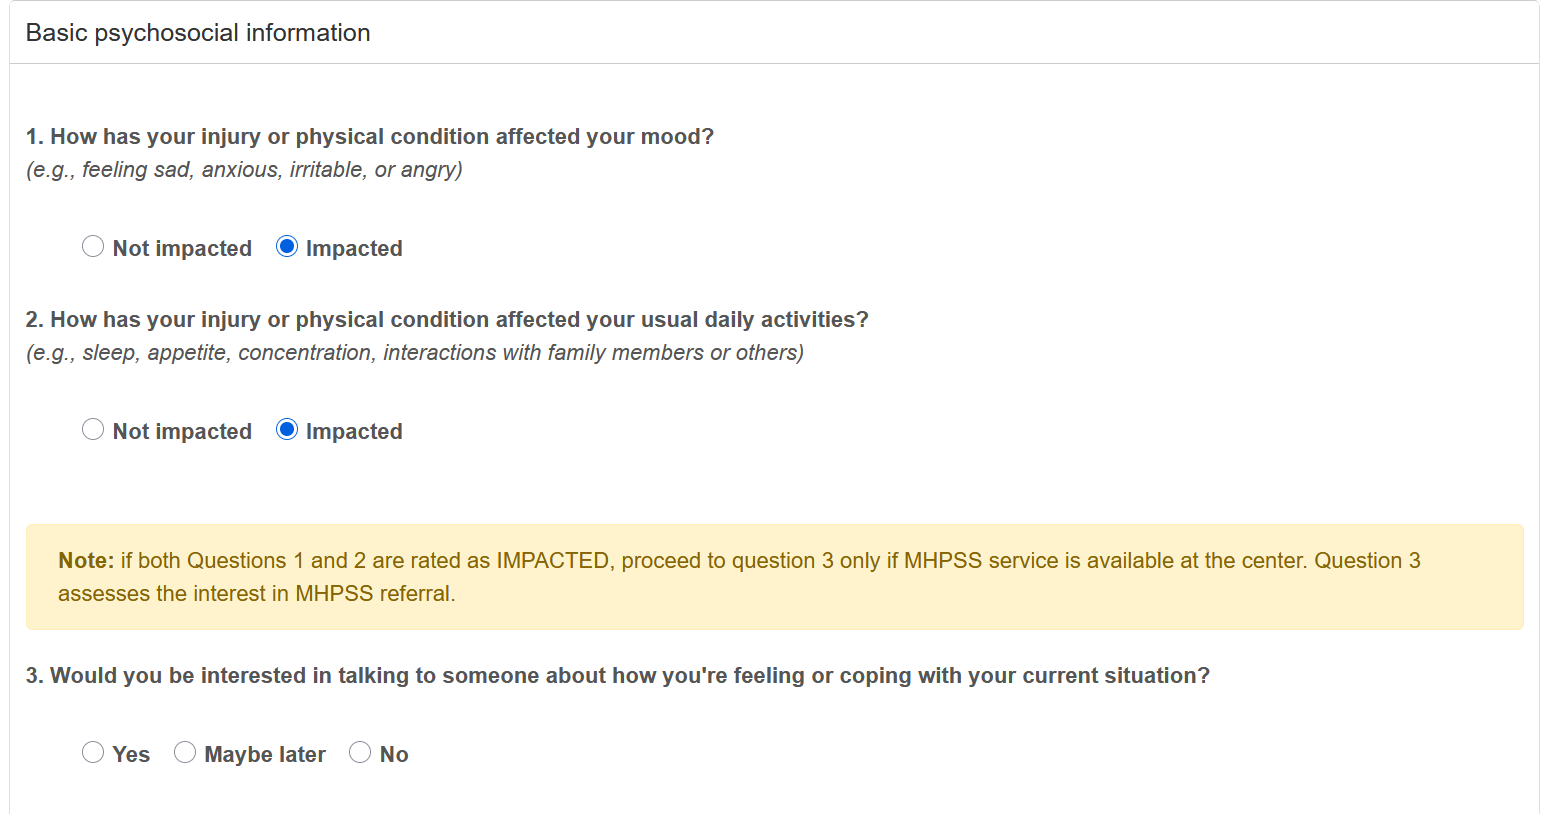 Basic psychosocial information
1. How has your injury or physical condition affected your mood?
(e.g., feeling sad, anxious, irritable, or angry)
Not impacted Impacted
2. How has your injury or physical condition affected your usual daily activities?
(e.g., sleep, appetite, concentration, interactions with family members or others)
Not impacted Impacted
Note: if both Questions 1 and 2 are rated as IMPACTED, proceed to question 3 only if MHPSS service is available at the center. Question 3
assesses the interest in MHPSS referral.
3. Would you be interested in talking to someone about how you're feeling or coping with your current situation?
Yes Maybe later No